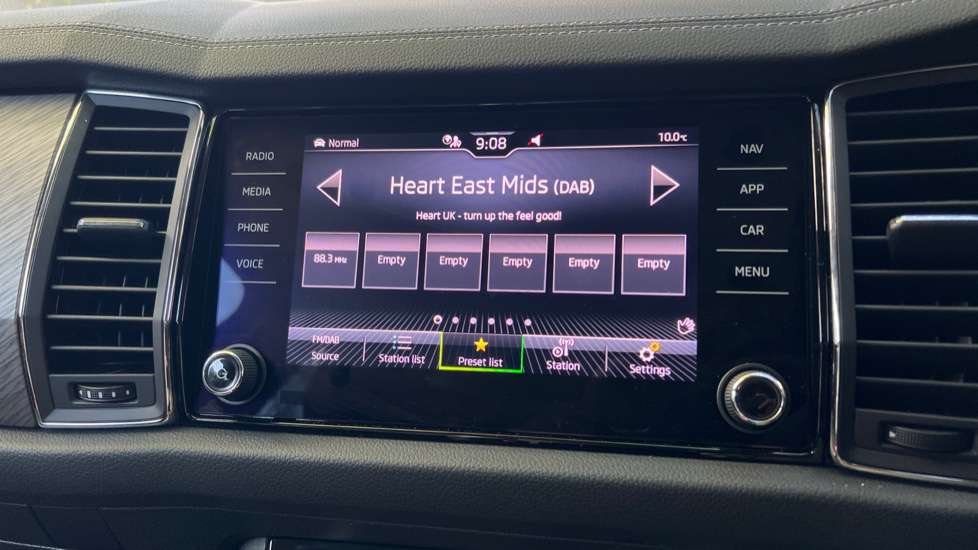 RADIO
MEDIA
PHONE
VOICE
Normal
9:08
10.0°C
Heart East Mids (DAB)
Heart UK - turn up the feel good!
88.3 MHz
Empty
Empty
Empty
Empty
Empty
FM/DAB
Source
Station list
Preset list
Station
Settings
NAV
APP
CAR
MENU